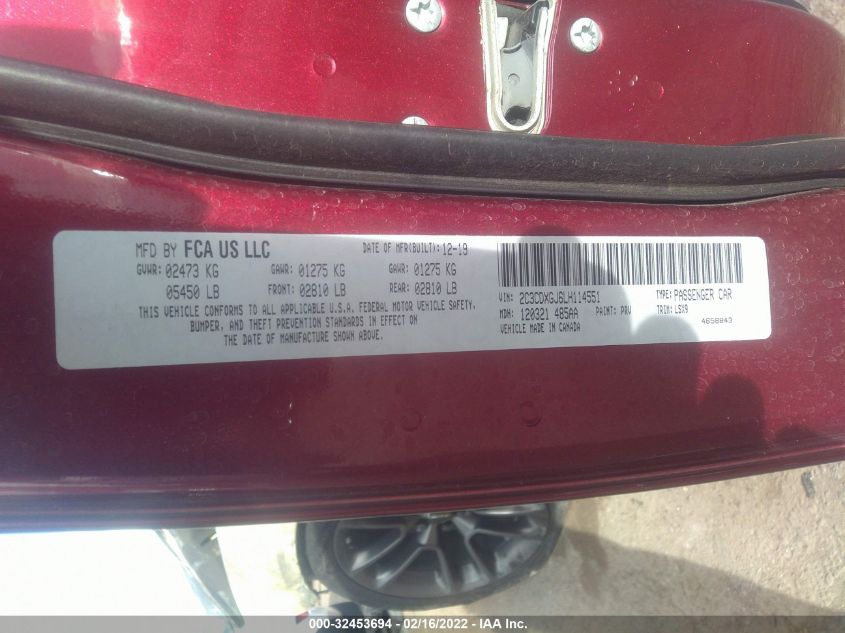 MFD BY FCA US LLC
DATE OF MFR(BUILT): 12-19
GVWR: 02473 KG
GAWR: 01275 KG
GAWR: 01275 KG
05450 LB
FRONT: 02810 LB
REAR: 02810 LB
THIS VEHICLE CONFORMS TO ALL APPLICABLE U.S.A. FEDERAL MOTOR VEHICLE SAFETY,
BUMPER, AND THEFT PREVENTION STANDARDS IN EFFECT ON
THE DATE OF MANUFACTURE SHOWN ABOVE.
VIN: 2C3CDXGJ6LH114551
TYPE: PASSENGER CAR
MDH: 120321 485AA
PAINT: PRV
TRIM: LSX9
VEHICLE MADE IN CANADA
4658843
000-32453694 - 02/16/2022 - IAA Inc.